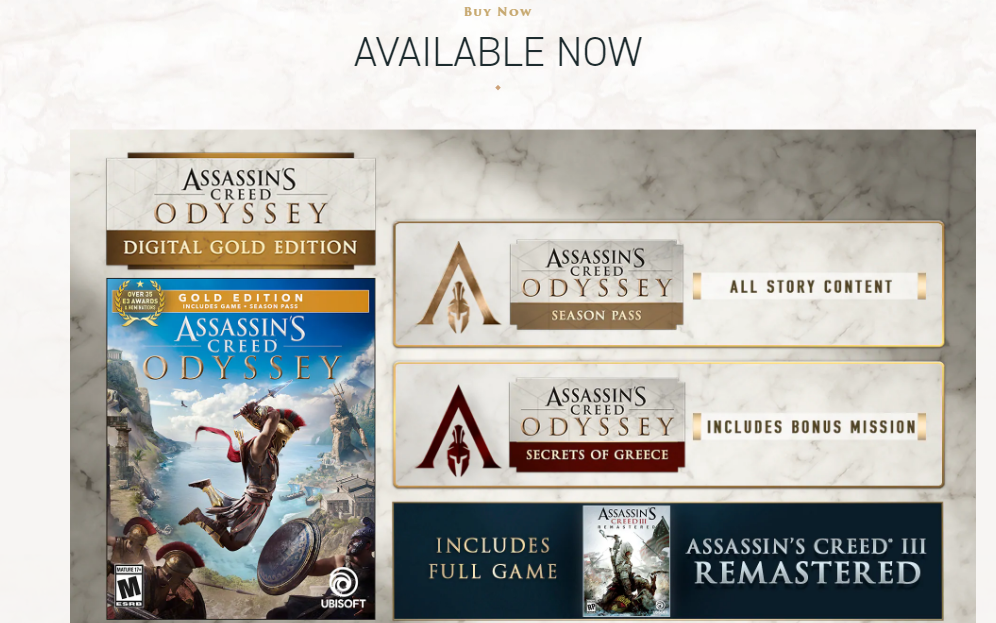 Buy Now
AVAILABLE NOW
ASSASSIN'S
CREED
ODYSSEY
DIGITAL GOLD EDITION
OVER 35
E3 AWARDS
& NOMINATIONS
GOLD EDITION
INCLUDES GAME + SEASON PASS
ASSASSIN'S
CREED
ODYSSEY
MATURE 17+
M
ESRB
UBISOFT
ASSASSIN'S
CREED
ODYSSEY
SEASON PASS
ALL STORY CONTENT
ASSASSIN'S
CREED
ODYSSEY
SECRETS OF GREECE
INCLUDES BONUS MISSION
INCLUDES
FULL GAME
ASSASSIN'S
CREED III
REMASTERED
RP
ASSASSIN'S CREED® III
REMASTERED